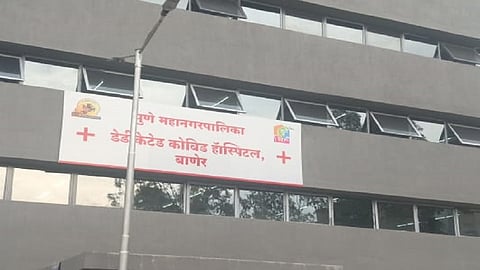 पुणे महानगरपालिका
डेडीकेटेड कोविड हॉस्पिटल,
बाणेर